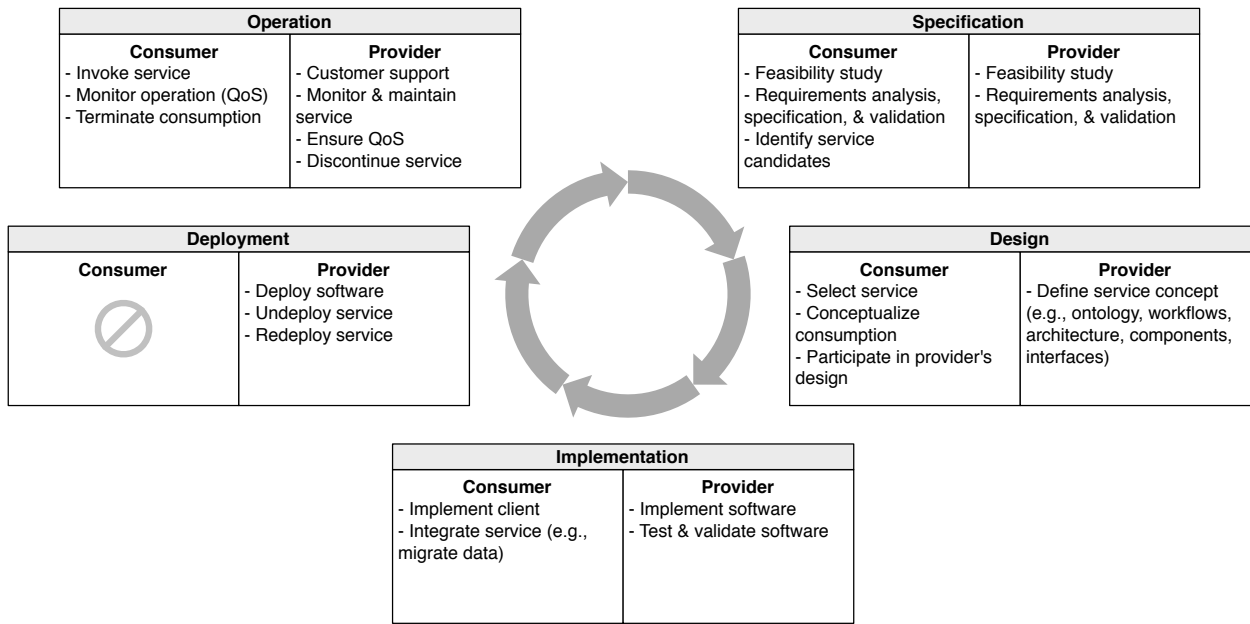 Operation
Consumer
- Invoke service
- Monitor operation (QoS)
- Terminate consumption
Provider
- Customer support
- Monitor & maintain
service
- Ensure QoS
- Discontinue service
Specification
Consumer
- Feasibility study
- Requirements analysis,
specification, & validation
- Identify service
candidates
Provider
- Feasibility study
- Requirements analysis,
specification, & validation
Deployment
Consumer
Provider
- Deploy software
- Undeploy service
- Redeploy service
Design
Consumer
- Select service
- Conceptualize
consumption
- Participate in provider's
design
Provider
- Define service concept
(e.g., ontology, workflows,
architecture, components,
interfaces)
Implementation
Consumer
- Implement client
- Integrate service (e.g.,
migrate data)
Provider
- Implement software
- Test & validate software